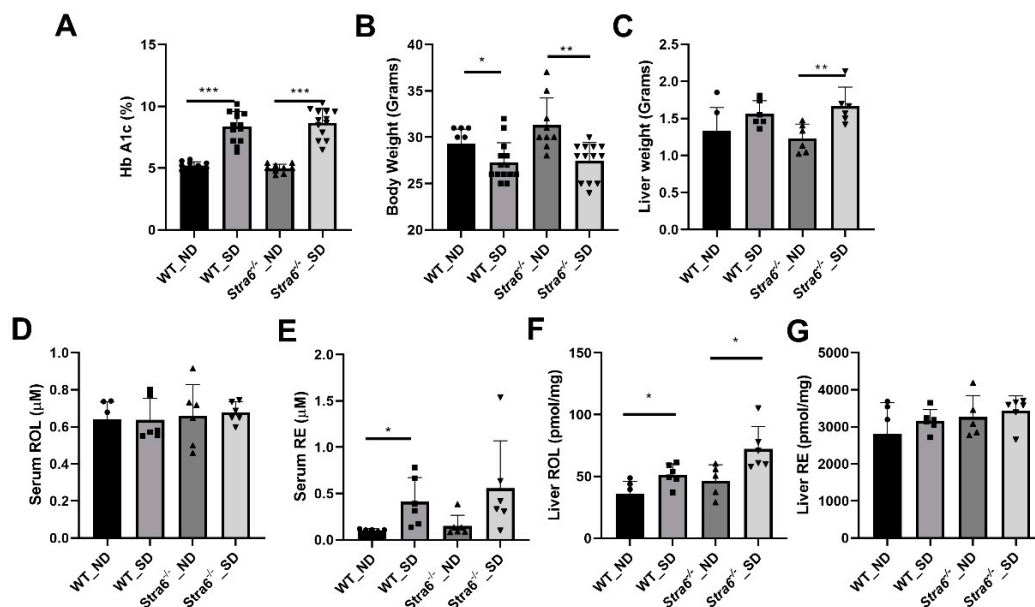 A
Hb A1c (%)
15
10
5
0
***
***
WT_ND
WT_SD
Stra6-/-_ND
Stra6-/-_SD
B
Body Weight (Grams)
40
35
30
25
20
*
**
WT_ND
WT_SD
Stra6-/-_ND
Stra6-/-_SD
C
Liver weight (Grams)
2.5
2.0
1.5
1.0
0.5
0.0
**
WT_ND
WT_SD
Stra6-/-_ND
Stra6-/-_SD
D
Serum ROL (μM)
1.0
0.8
0.6
0.4
0.2
0.0
WT_ND
WT_SD
Stra6-/-_ND
Stra6-/-_SD
E
Serum RE (μM)
2.0
1.5
1.0
0.5
0.0
*
WT_ND
WT_SD
Stra6-/-_ND
Stra6-/-_SD
F
Liver ROL (pmol/mg)
150
100
50
0
*
*
WT_ND
WT_SD
Stra6-/-_ND
Stra6-/-_SD
G
Liver RE (pmol/mg)
5000
4000
3000
2000
1000
0
WT_ND
WT_SD
Stra6-/-_ND
Stra6-/-_SD